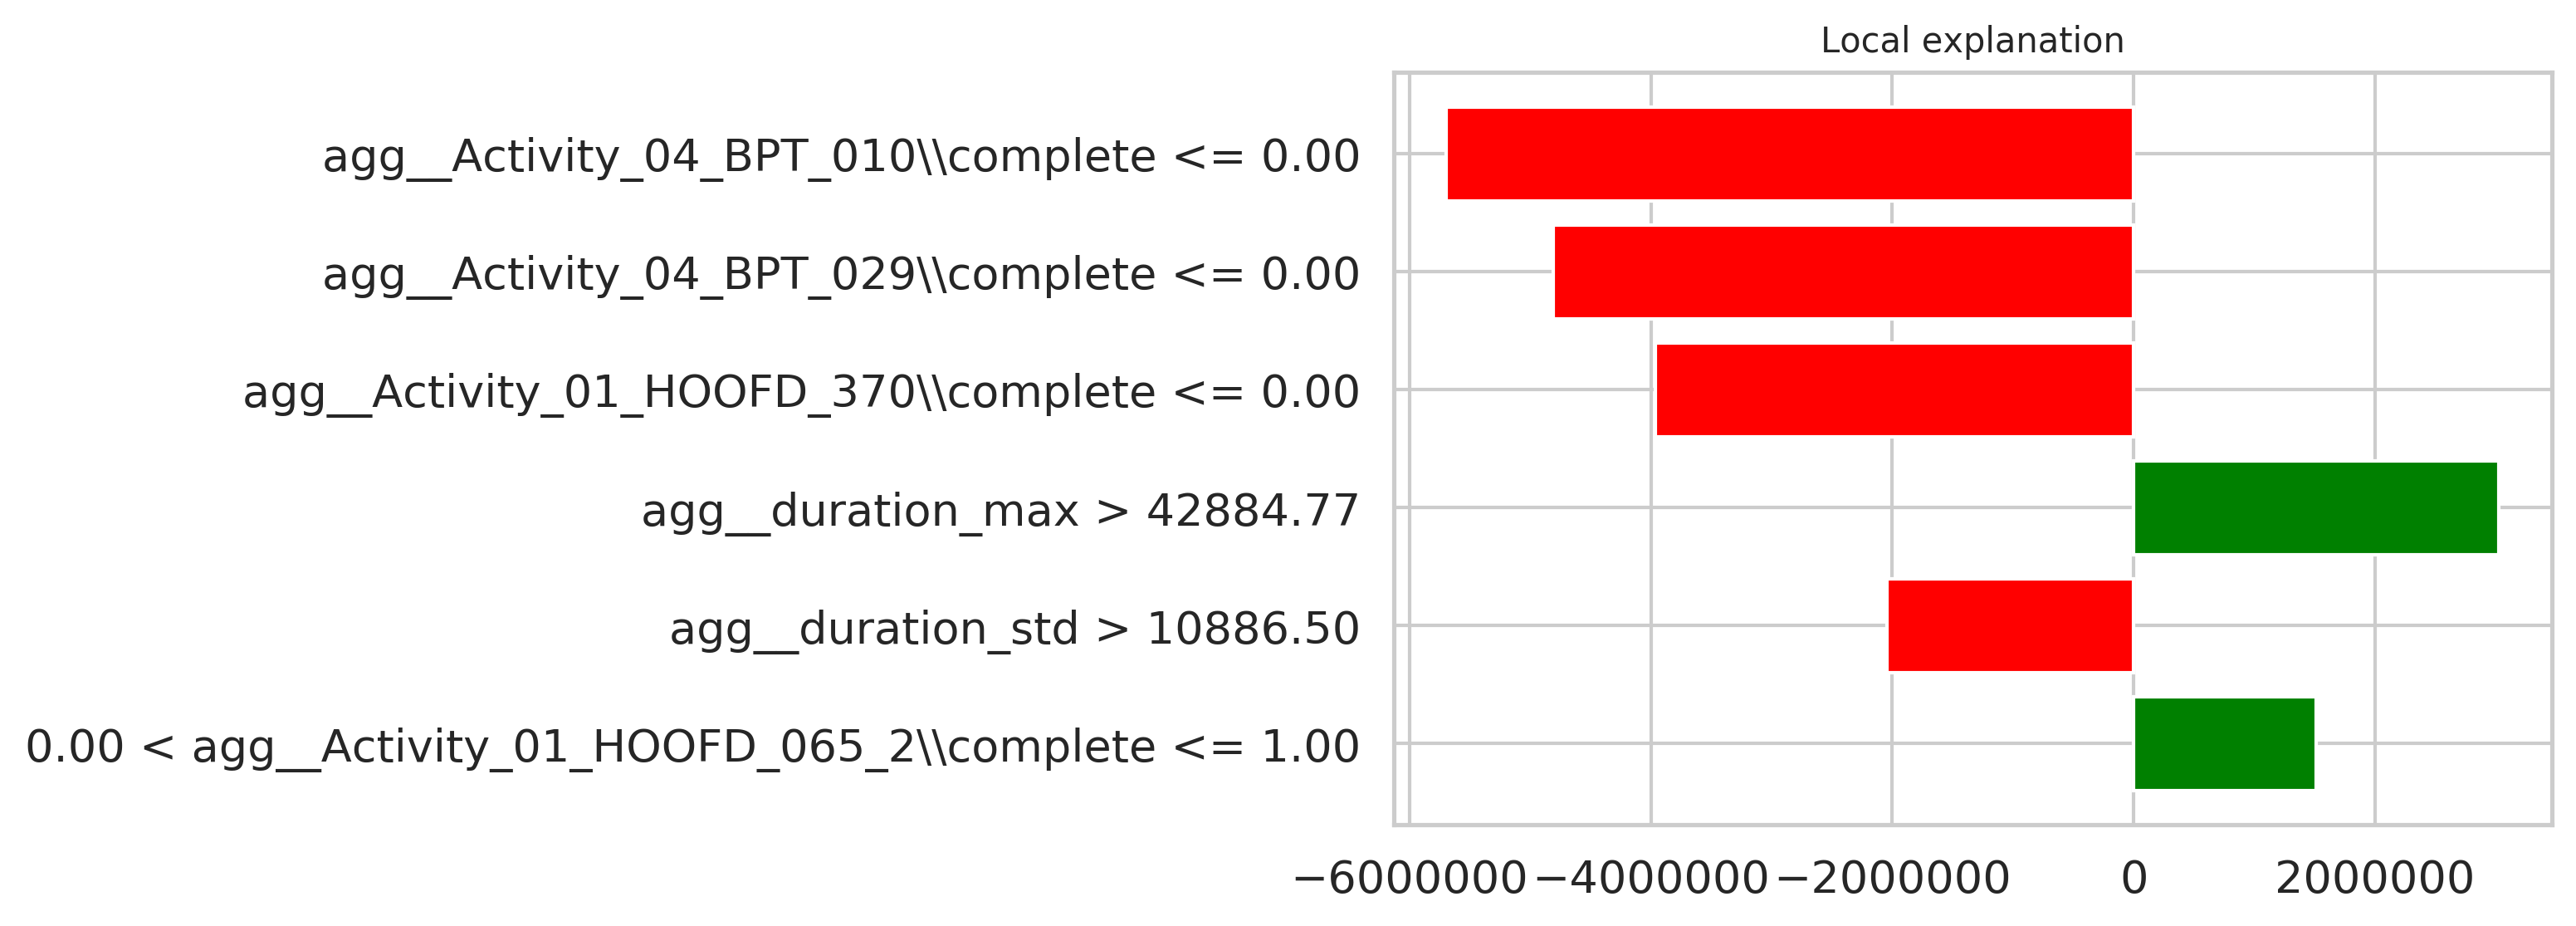 Local explanation
agg__Activity_04_BPT_010\\complete <= 0.00
agg__Activity_04_BPT_029\\complete <= 0.00
agg__Activity_01_HOOFD_370\\complete <= 0.00
agg__duration_max > 42884.77
agg__duration_std > 10886.50
0.00 < agg__Activity_01_HOOFD_065_2\\complete <= 1.00
−6000000 −4000000 −2000000 0 2000000